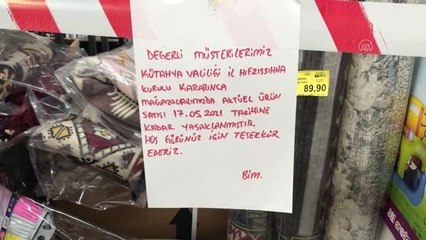 DEĞERLİ MÜŞTERİLERİMİZ
KÜTAHYA VALİLİĞİ İL HIFZISSIHHA
KURULU KARARINCA
MAĞAZALARIMIZDA AKTÜEL ÜRÜN
SATIŞI 17.05.2021 TARİHİNE
KADAR YASAKLANMIŞTIR.
HOŞ GÖRÜNÜZ İÇİN TEŞEKKÜR
EDERİZ.
BİM.
89,90